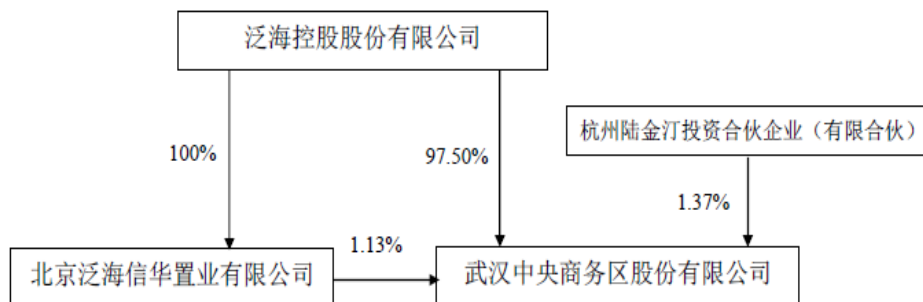 泛海控股股份有限公司
杭州陆金汀投资合伙企业（有限合伙）
100%
97.50%
1.37%
1.13%
北京泛海信华置业有限公司
武汉中央商务区股份有限公司